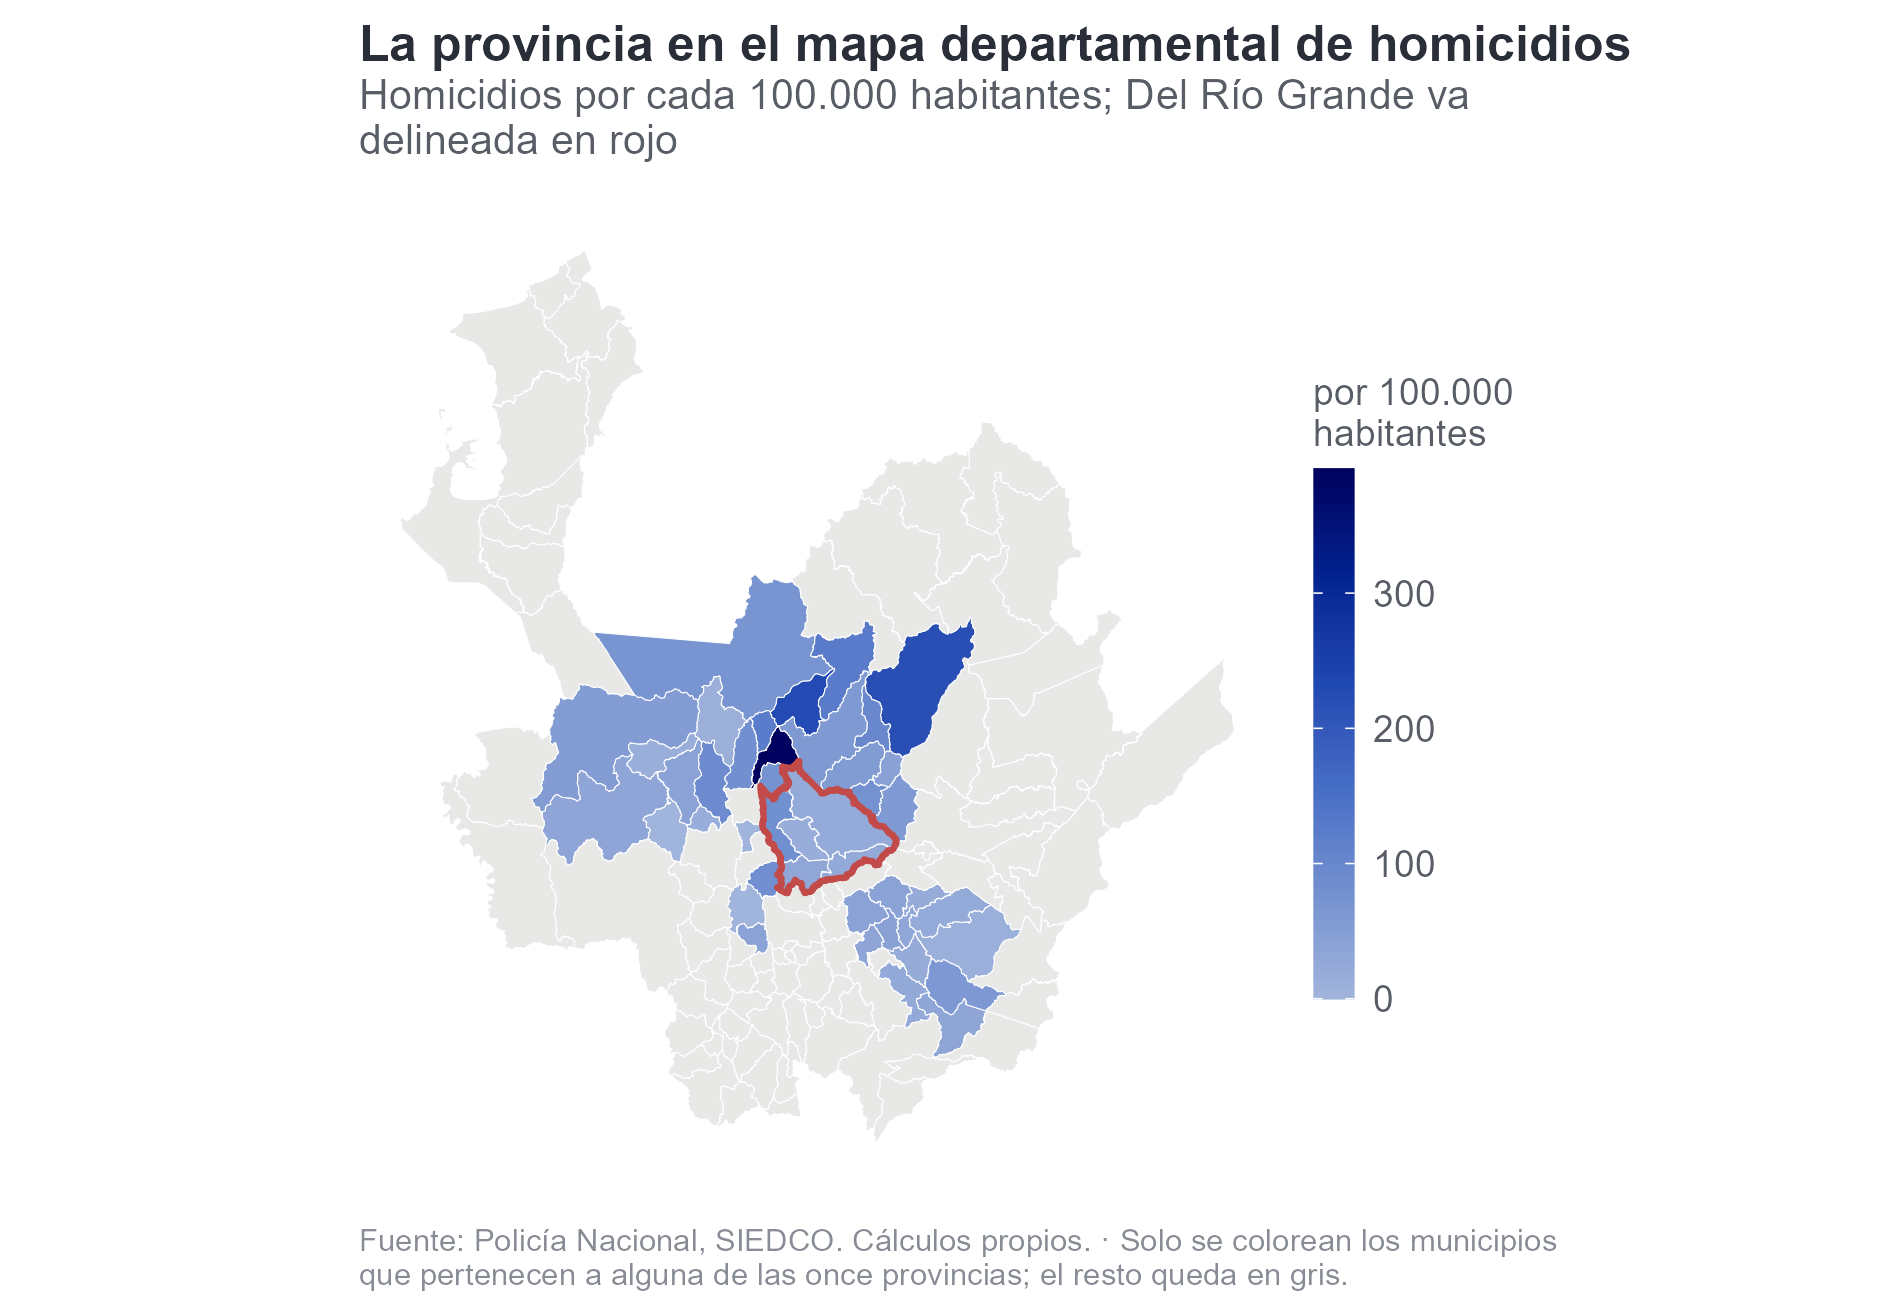 La provincia en el mapa departamental de homicidios
Homicidios por cada 100.000 habitantes; Del Río Grande va
delineada en rojo
por 100.000
habitantes
300
200
100
0
Fuente: Policía Nacional, SIEDCO. Cálculos propios. · Solo se colorean los municipios
que pertenecen a alguna de las once provincias; el resto queda en gris.